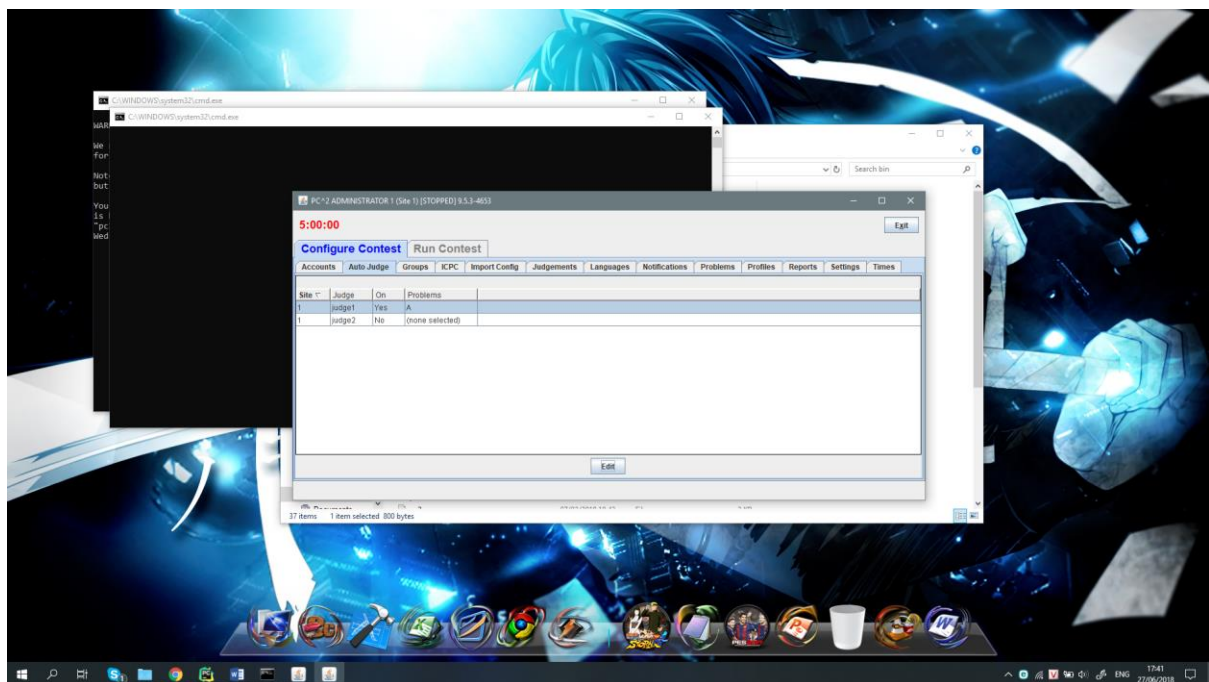 C:\WINDOWS\system32\cmd.exe
C:\WINDOWS\system32\cmd.exe
WAR
We
for
Not
but
You
is
"pc
Wed
Search bin
PC^2 ADMINISTRATOR 1 (Site 1) [STOPPED] 9.5.3-4653
5:00:00
Exit
Configure Contest Run Contest
Accounts Auto Judge Groups ICPC Import Config Judgements Languages Notifications Problems Profiles Reports Settings Times
Site Judge On Problems
1 judge1 Yes A
1 judge2 No (none selected)
Edit
37 items 1 item selected 800 bytes
ENG
17:41
27/06/2018